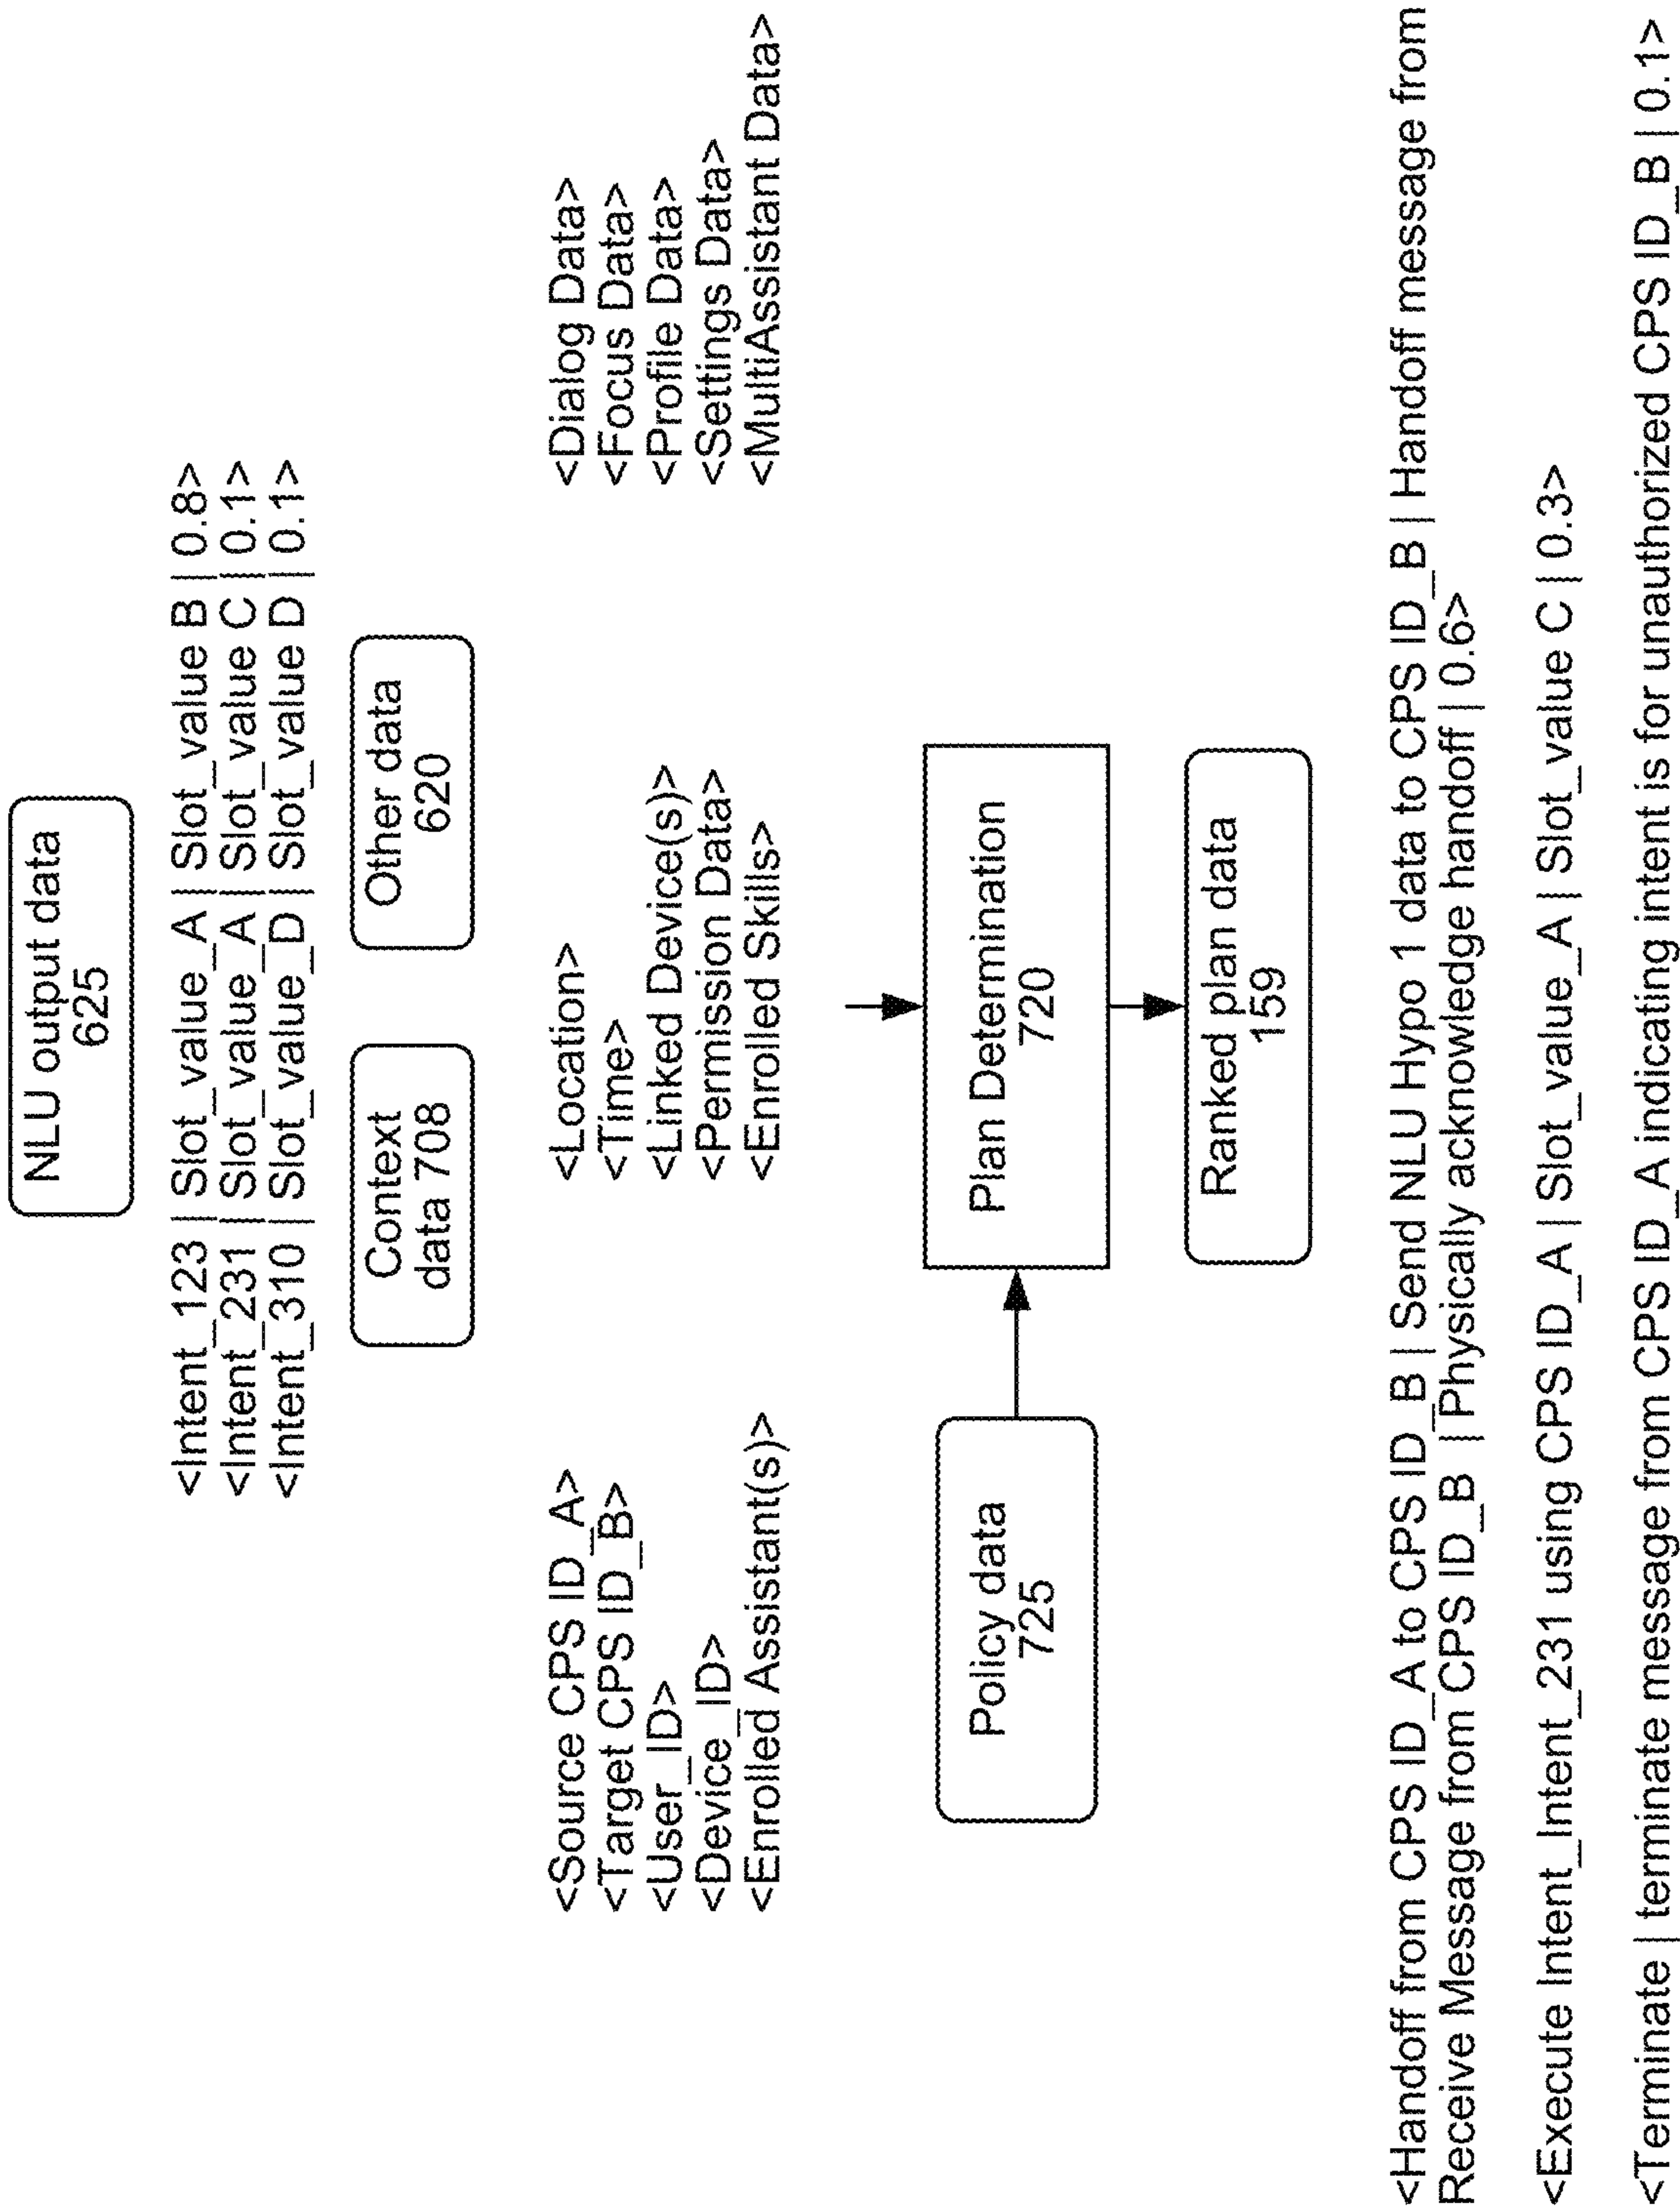 NLU output data
625
<Intent_123 | Slot_value_A | Slot_value B | 0.8>
<Intent_231 | Slot_value_A | Slot_value C | 0.1>
<Intent_310 | Slot_value_D | Slot_value D | 0.1>
Context
data 708
Other data
620
<Source CPS ID_A>
<Target CPS ID_B>
<User_ID>
<Device_ID>
<Enrolled Assistant(s)>
<Location>
<Time>
<Linked Device(s)>
<Permission Data>
<Enrolled Skills>
<Dialog Data>
<Focus Data>
<Profile Data>
<Settings Data>
<MultiAssistant Data>
Policy data
725
Plan Determination
720
Ranked plan data
159
<Handoff from CPS ID_A to CPS ID_B | Send NLU Hypo 1 data to CPS ID_B | Handoff message from
Receive Message from CPS ID_B | Physically acknowledge handoff | 0.6>
<Execute Intent_Intent_231 using CPS ID_A | Slot_value_A | Slot_value C | 0.3>
<Terminate | terminate message from CPS ID_A indicating intent is for unauthorized CPS ID_B | 0.1>